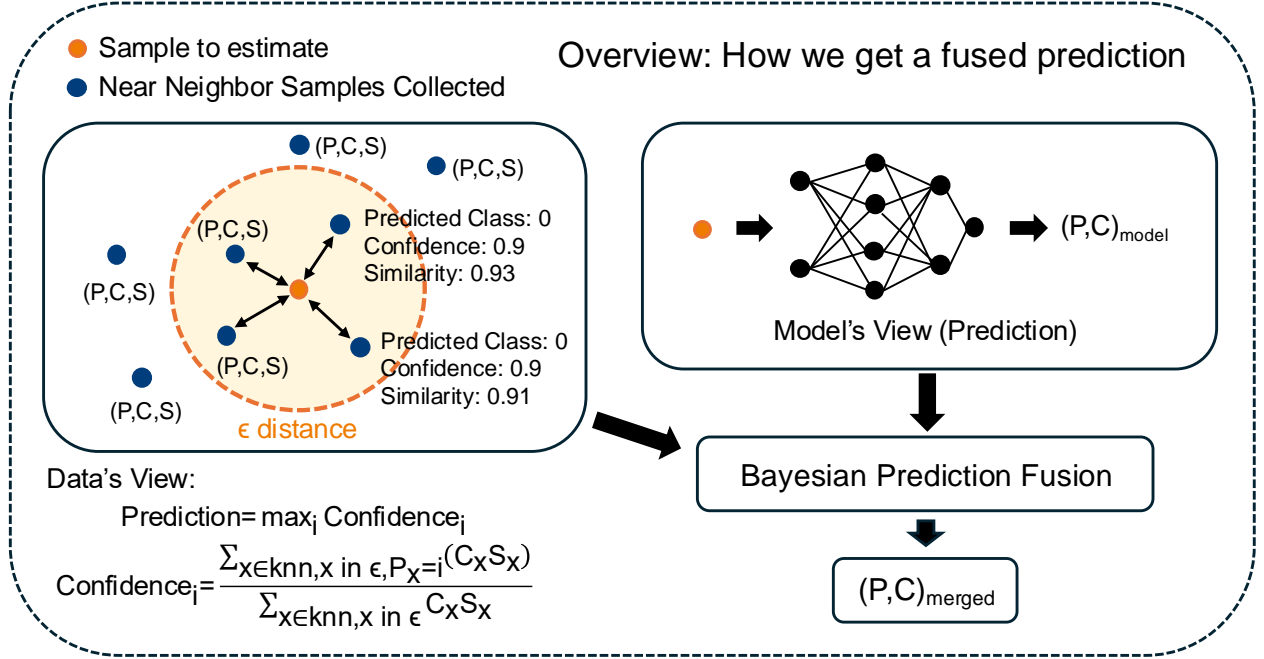 Sample to estimate
Near Neighbor Samples Collected
Overview: How we get a fused prediction
(P,C,S)
(P,C,S)
(P,C,S)
Predicted Class: 0
Confidence: 0.9
Similarity: 0.93
(P,C,S)
(P,C,S)
Predicted Class: 0
Confidence: 0.9
Similarity: 0.91
(P,C,S)
ϵ distance
(P,C)model
Model's View (Prediction)
Data's View:
Prediction= maxi Confidencei
Confidencei= ∑x∈knn,x in ϵ,Px=i(CxSx)
∑x∈knn,x in ϵ CxSx
Bayesian Prediction Fusion
(P,C)merged